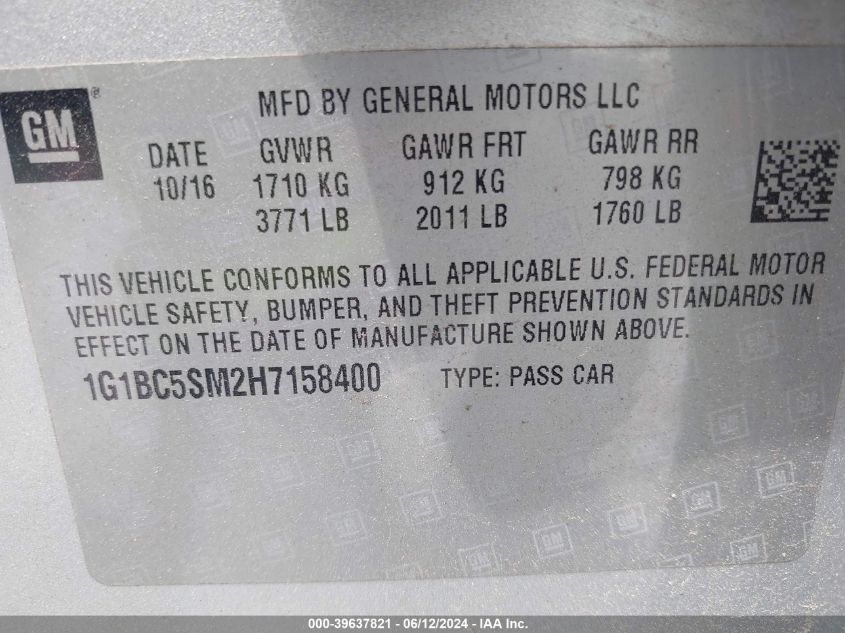 GM ®
MFD BY GENERAL MOTORS LLC
DATE GVWR GAWR FRT GAWR RR
10/16 1710 KG 912 KG 798 KG
3771 LB 2011 LB 1760 LB
THIS VEHICLE CONFORMS TO ALL APPLICABLE U.S. FEDERAL MOTOR
VEHICLE SAFETY, BUMPER, AND THEFT PREVENTION STANDARDS IN
EFFECT ON THE DATE OF MANUFACTURE SHOWN ABOVE.
1G1BC5SM2H7158400 TYPE: PASS CAR
000-39637821 - 06/12/2024 - IAA Inc.